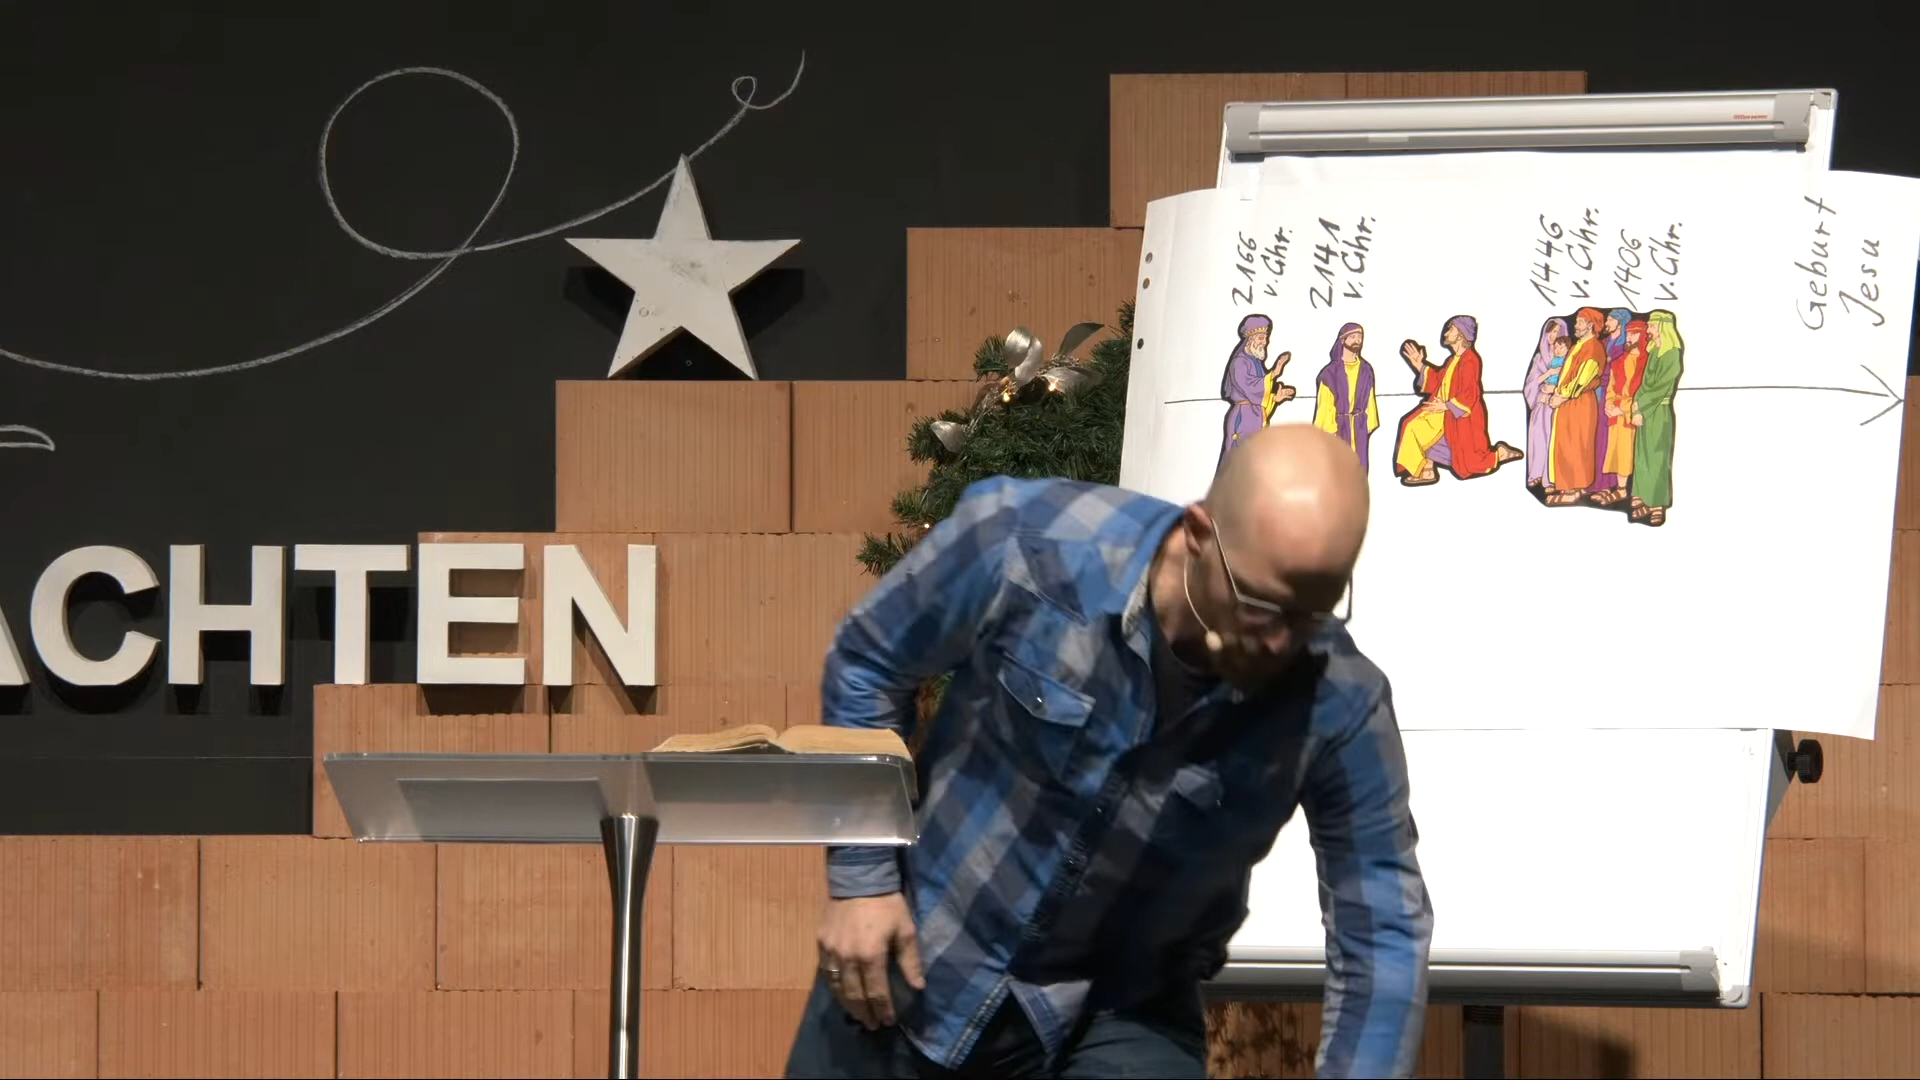 2166
v. Chr.
2141
v. Chr.
1446
v. Chr.
1406
v. Chr.
Geburt
Jesu
ACHTEN